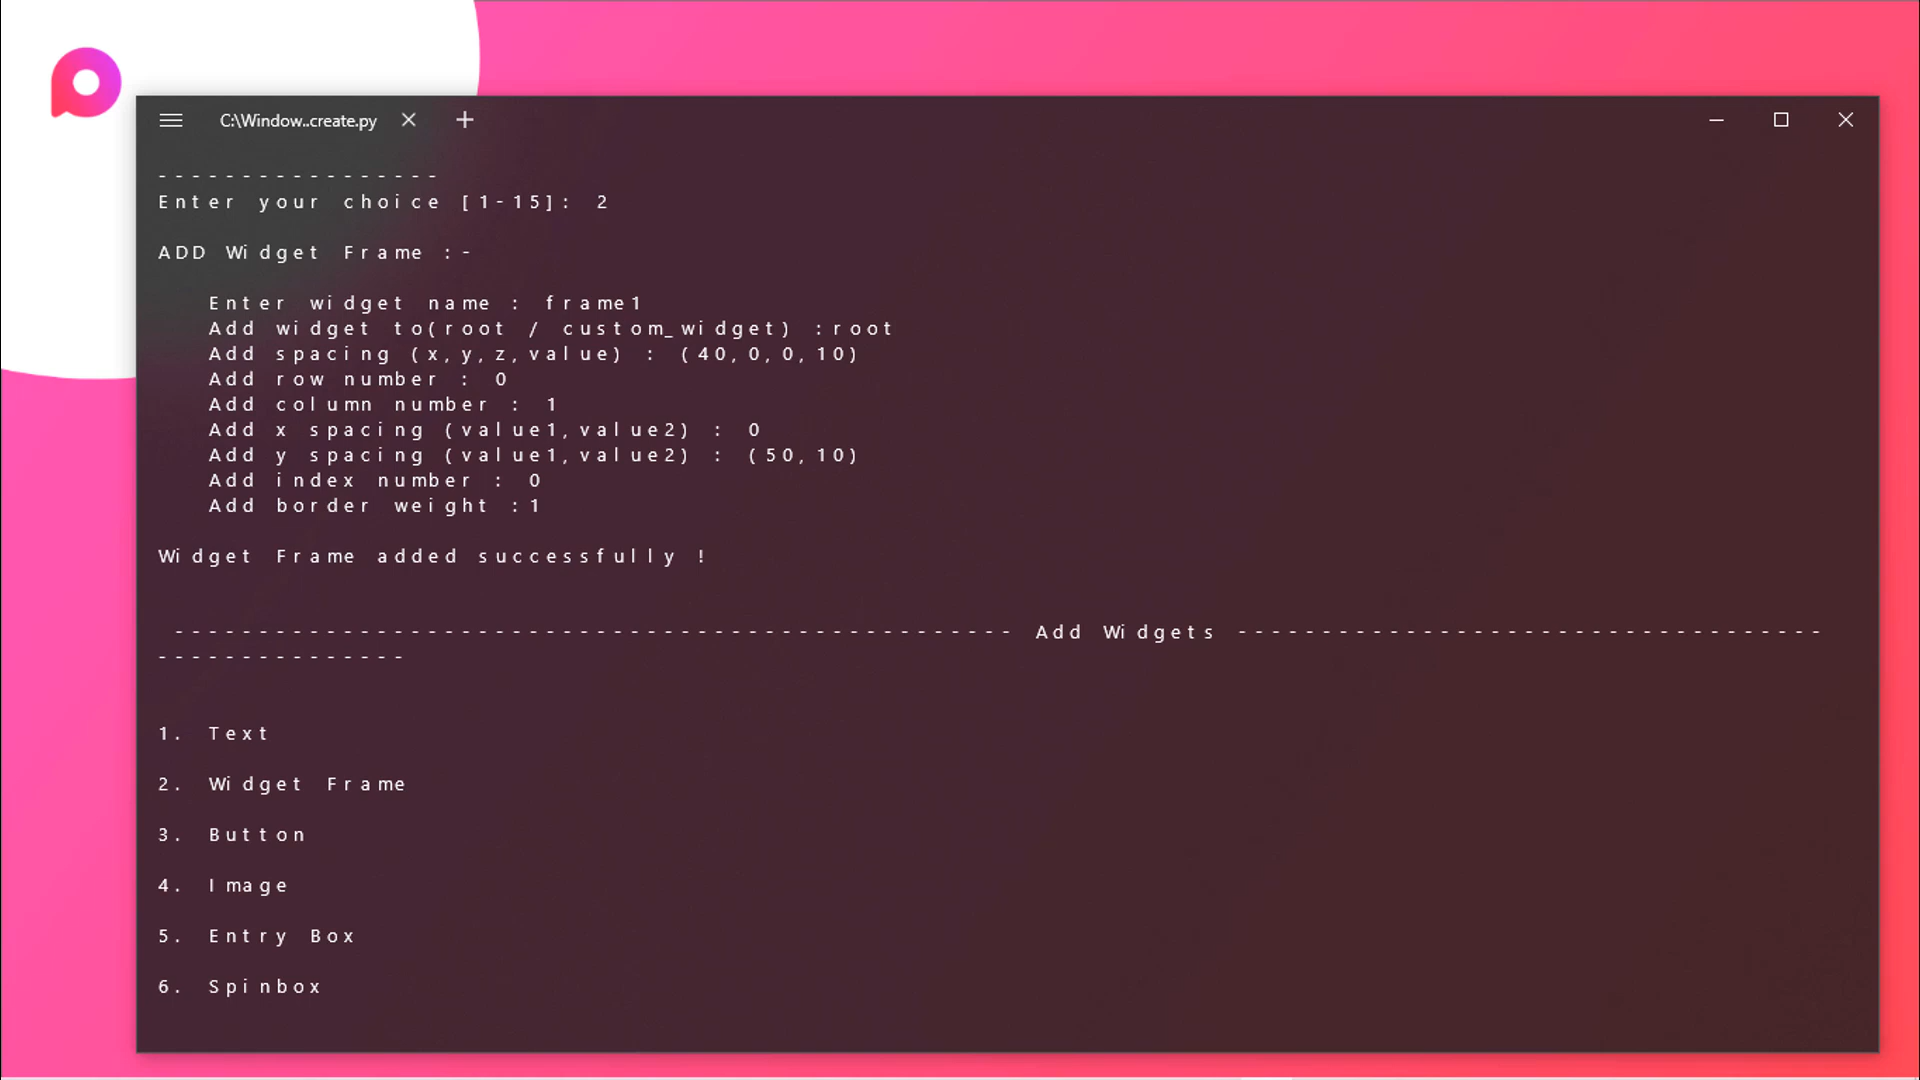 C:\Window..create.py
-----------------
Enter your choice [1-15]: 2
ADD Widget Frame :-
Enter widget name : frame1
Add widget to(root / custom_widget) :root
Add spacing (x,y,z,value) : (40,0,0,10)
Add row number : 0
Add column number : 1
Add x spacing (value1,value2) : 0
Add y spacing (value1,value2) : (50,10)
Add index number : 0
Add border weight :1
Widget Frame added successfully !
-------------------------------------------------- Add Widgets -----------------------------------
---------------
1. Text
2. Widget Frame
3. Button
4. Image
5. Entry Box
6. Spinbox